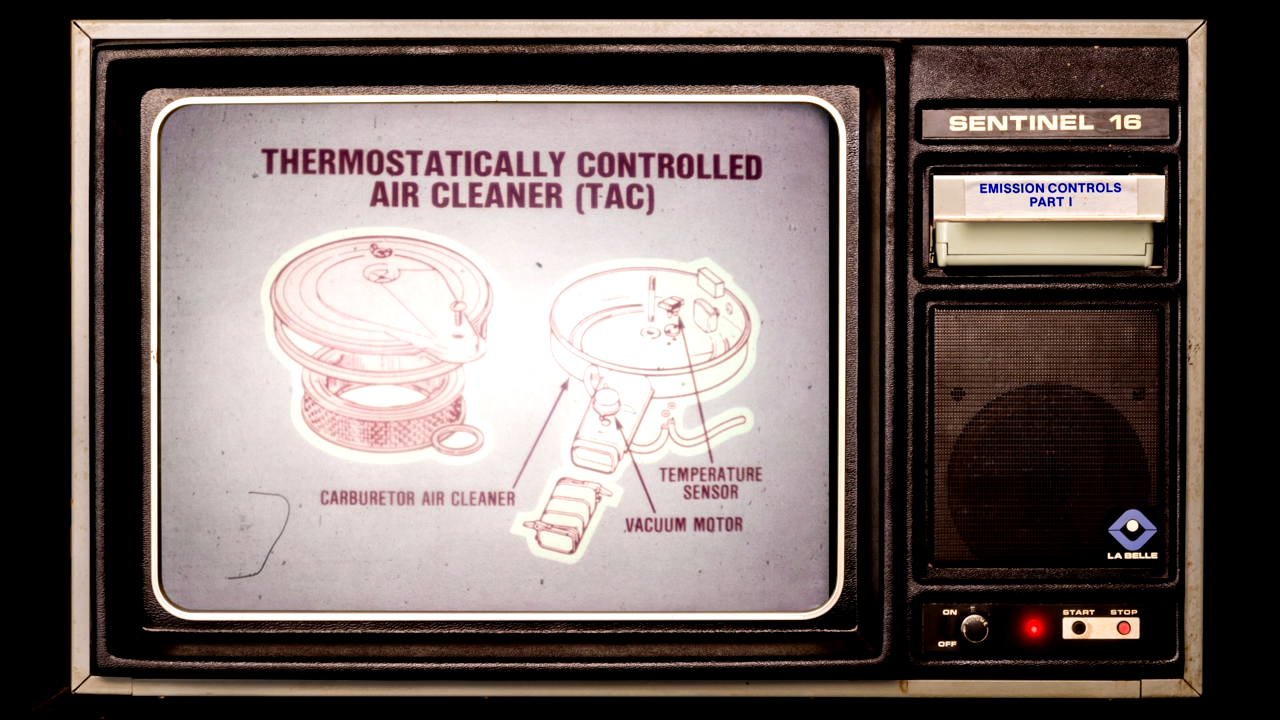 THERMOSTATICALLY CONTROLLED
AIR CLEANER (TAC)
CARBURETOR AIR CLEANER
TEMPERATURE
SENSOR
VACUUM MOTOR
SENTINEL 16
EMISSION CONTROLS
PART I
LA BELLE
ON
OFF
START
STOP